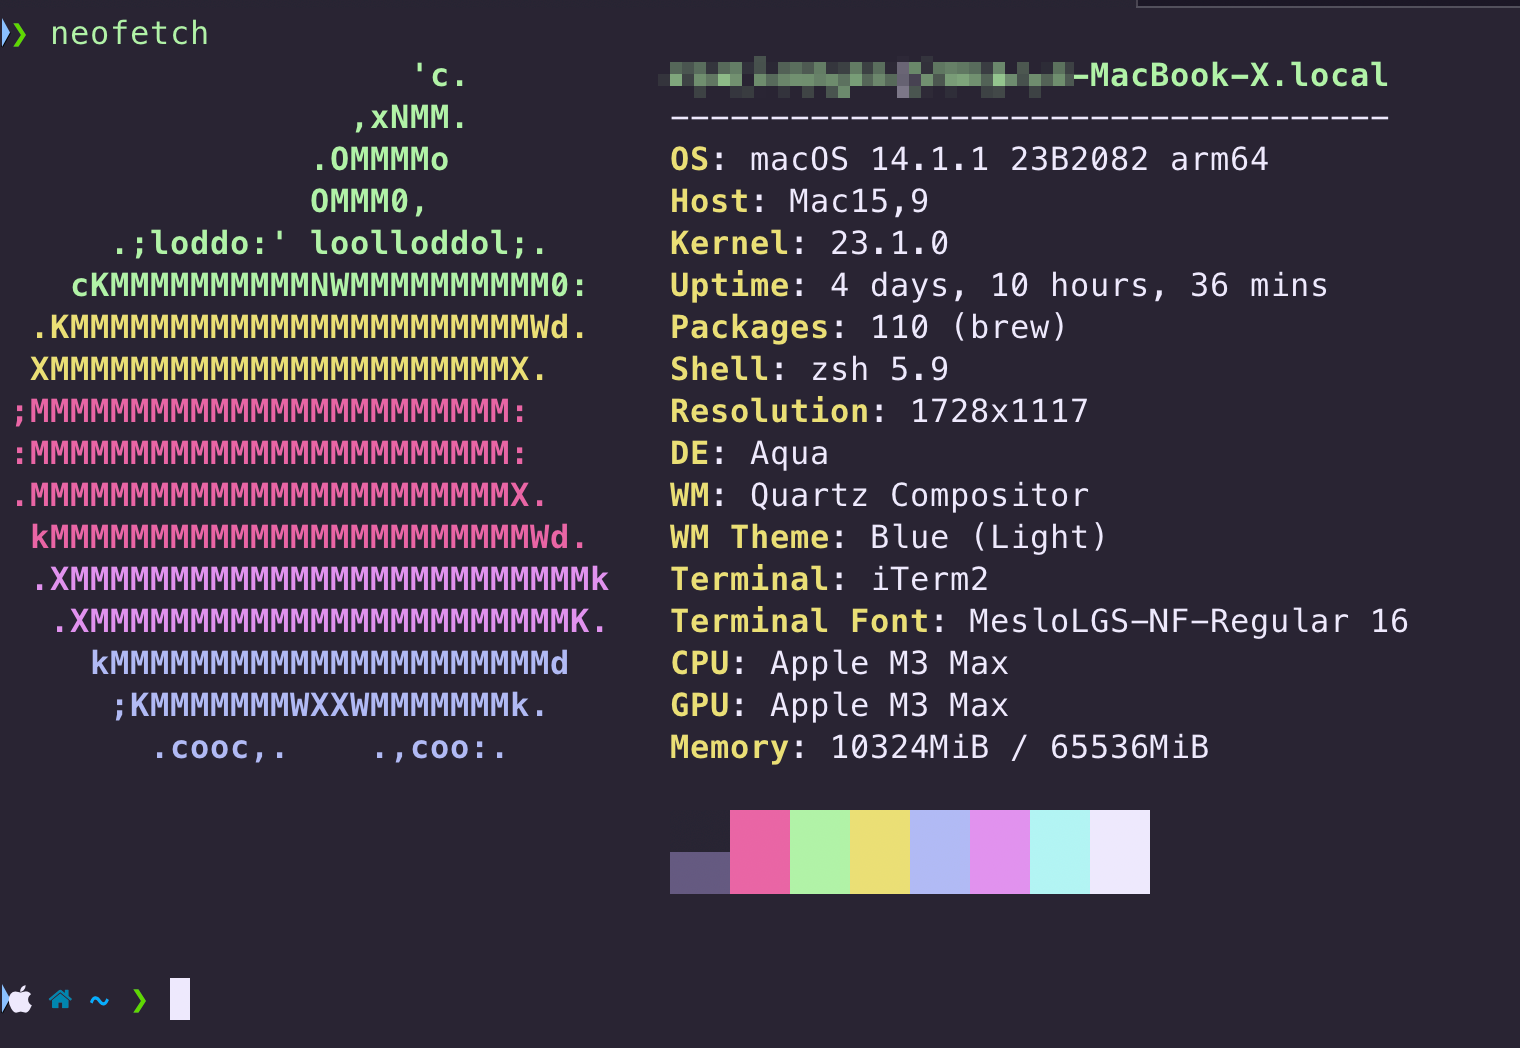 ❯ neofetch
'c.
,xNMM.
.OMMMMo
OMMM0,
.;loddo:' loolloddol;.
cKMMMMMMMMMMNWMMMMMMMMMM0:
.KMMMMMMMMMMMMMMMMMMMMMMMWd.
XMMMMMMMMMMMMMMMMMMMMMMMX.
;MMMMMMMMMMMMMMMMMMMMMMMM:
:MMMMMMMMMMMMMMMMMMMMMMMM:
.MMMMMMMMMMMMMMMMMMMMMMMMX.
kMMMMMMMMMMMMMMMMMMMMMMMMWd.
.XMMMMMMMMMMMMMMMMMMMMMMMMMMk
.XMMMMMMMMMMMMMMMMMMMMMMMMK.
kMMMMMMMMMMMMMMMMMMMMMMd
;KMMMMMMMWXXWMMMMMMMk.
.cooc,. .,coo:.
-MacBook-X.local
------------------------------------
OS: macOS 14.1.1 23B2082 arm64
Host: Mac15,9
Kernel: 23.1.0
Uptime: 4 days, 10 hours, 36 mins
Packages: 110 (brew)
Shell: zsh 5.9
Resolution: 1728x1117
DE: Aqua
WM: Quartz Compositor
WM Theme: Blue (Light)
Terminal: iTerm2
Terminal Font: MesloLGS-NF-Regular 16
CPU: Apple M3 Max
GPU: Apple M3 Max
Memory: 10324MiB / 65536MiB
~ ❯